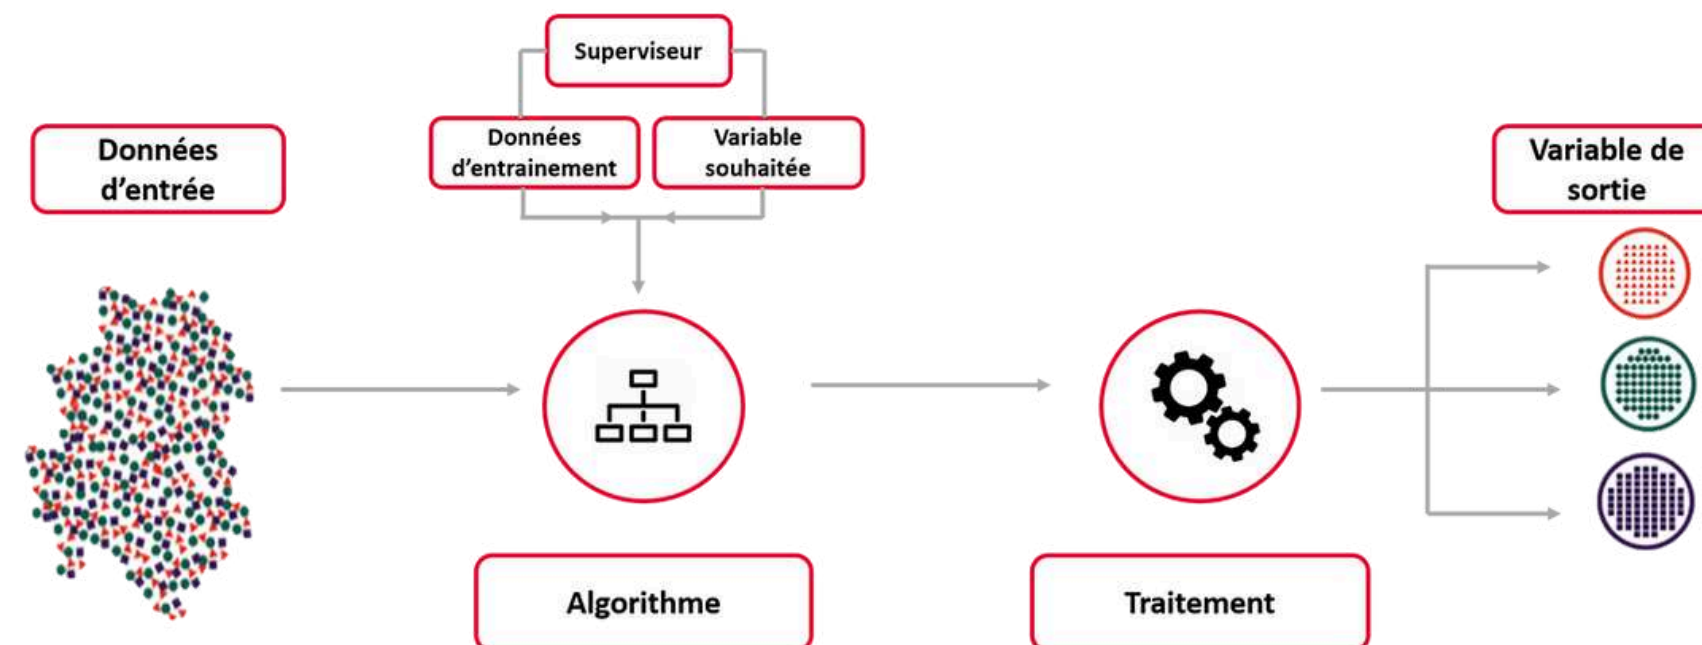 Superviseur
Données
d'entrainement
Variable
souhaitée
Données
d'entrée
Variable de
sortie
Algorithme
Traitement